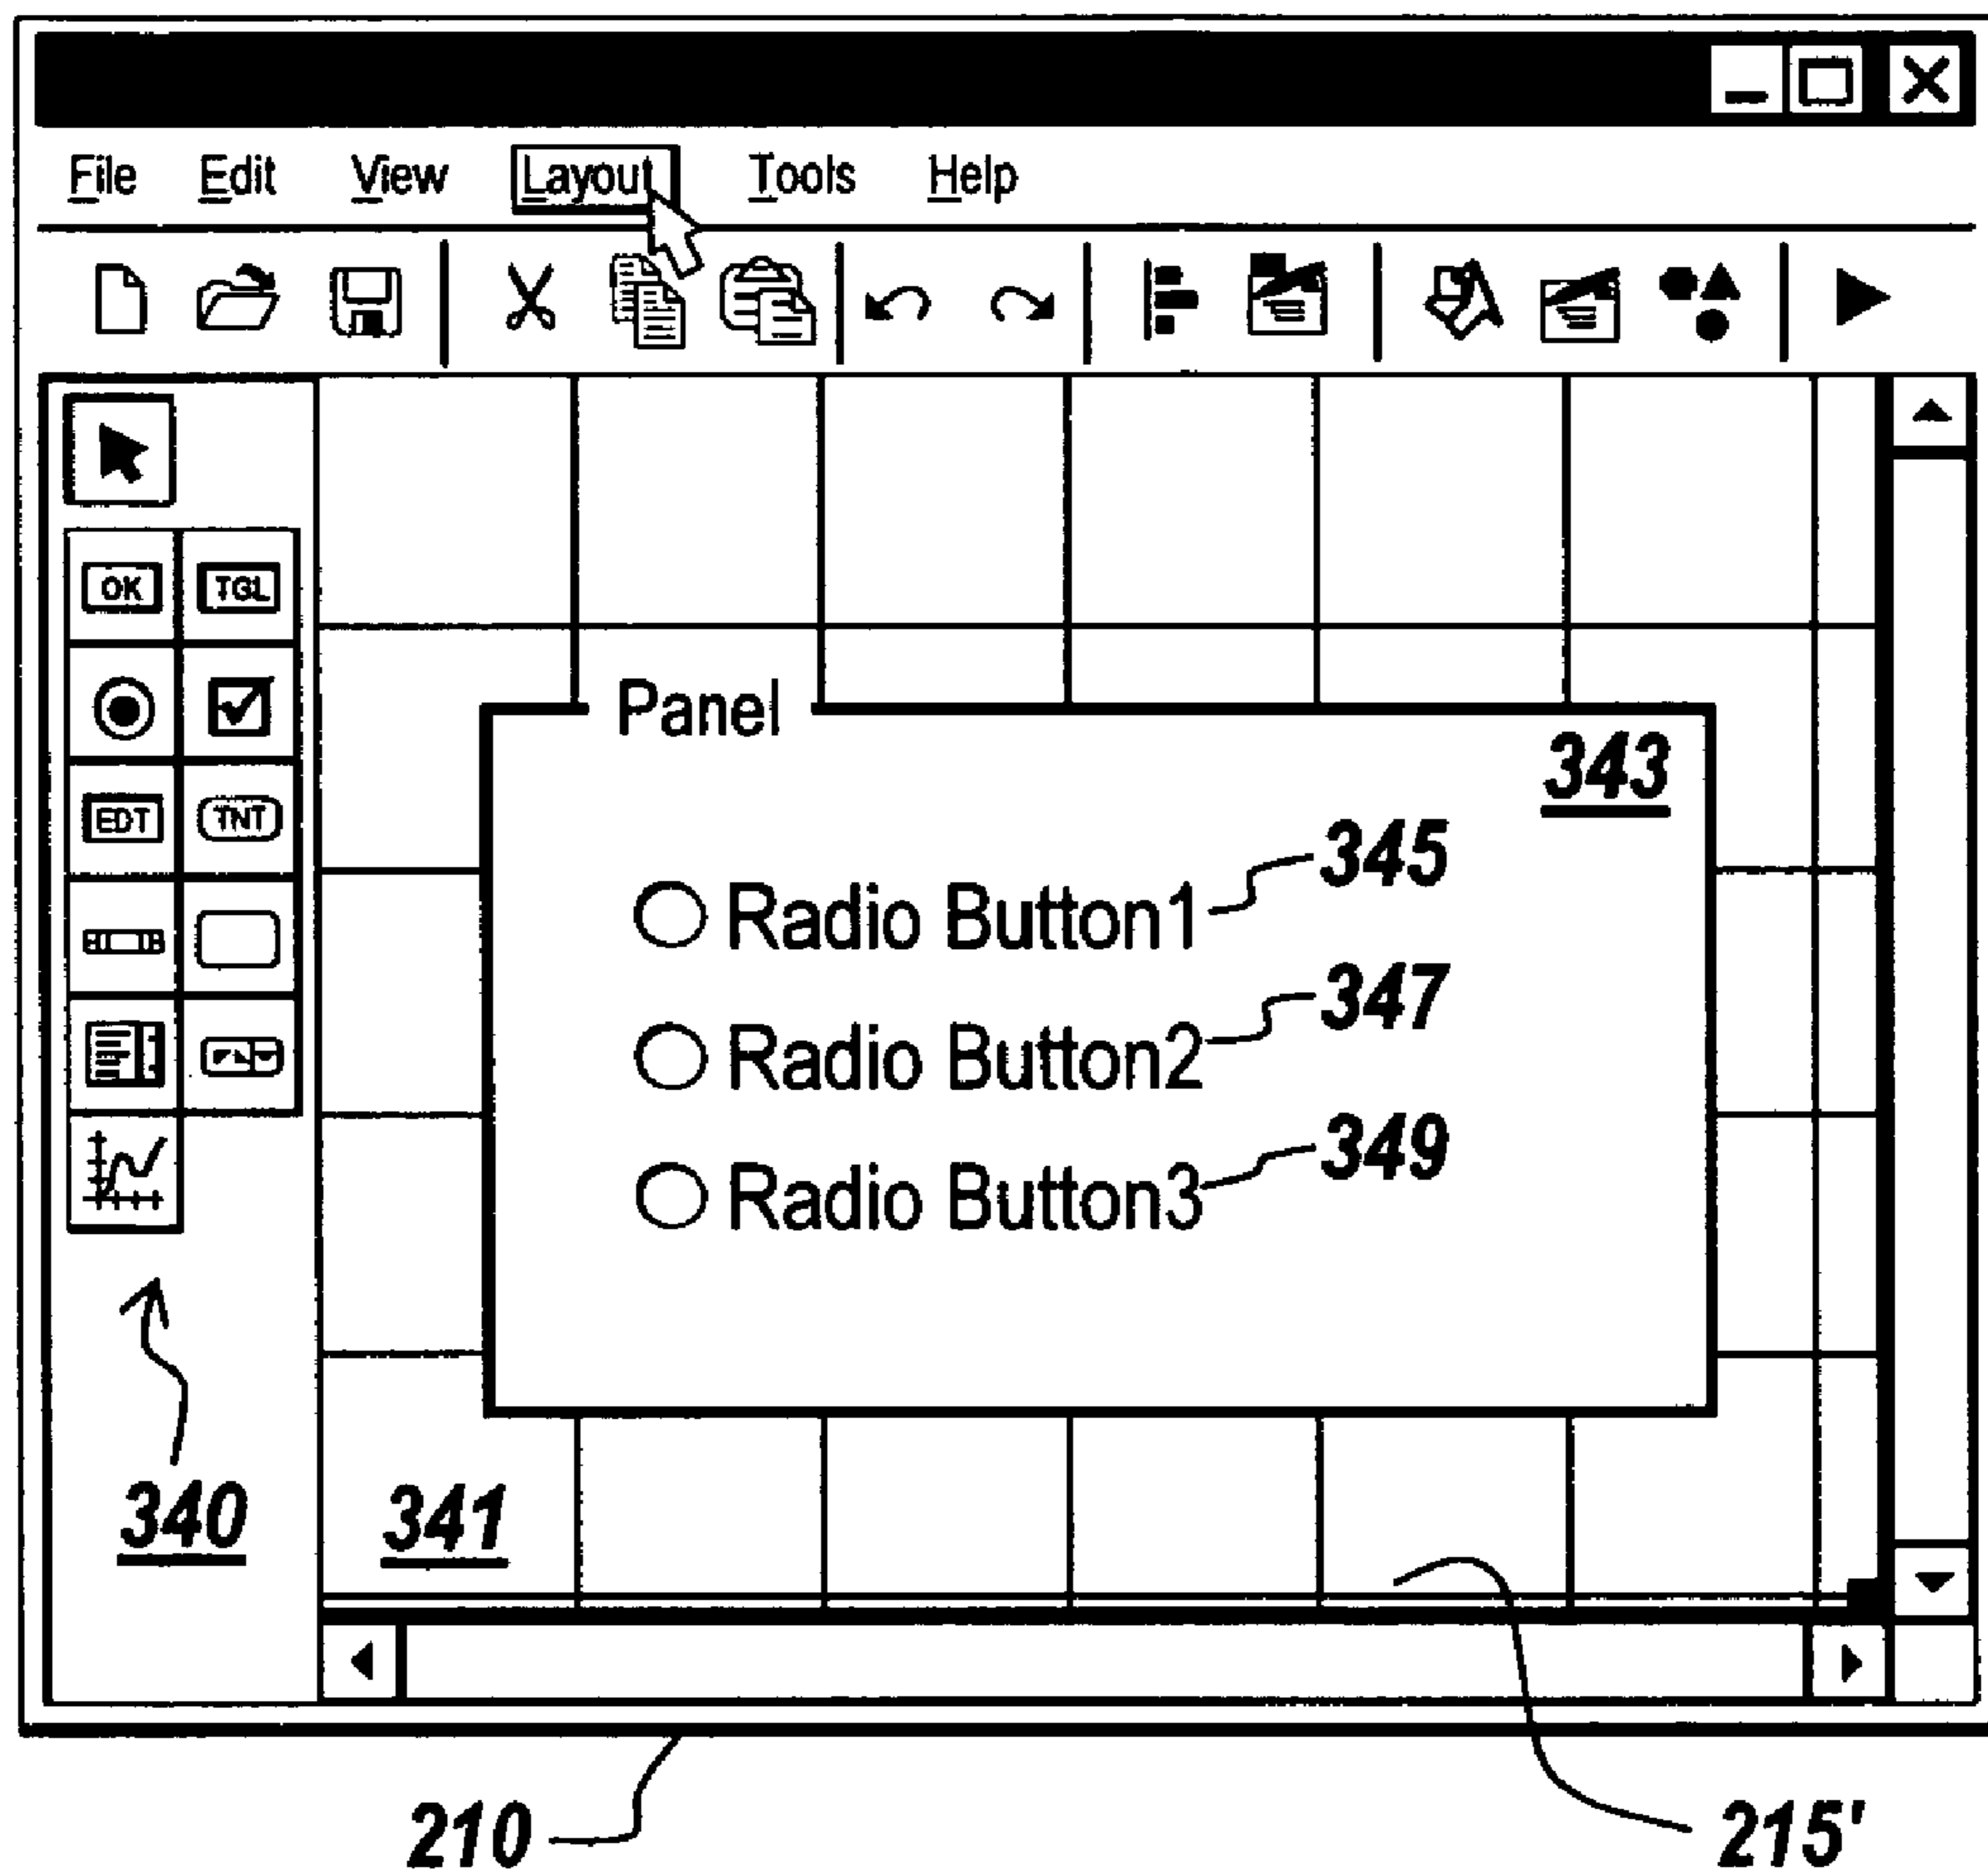 File Edit View Layout Tools Help
OK TGL
EDT TNT
Panel
343
Radio Button1 345
Radio Button2 347
Radio Button3 349
340 341
210 215'